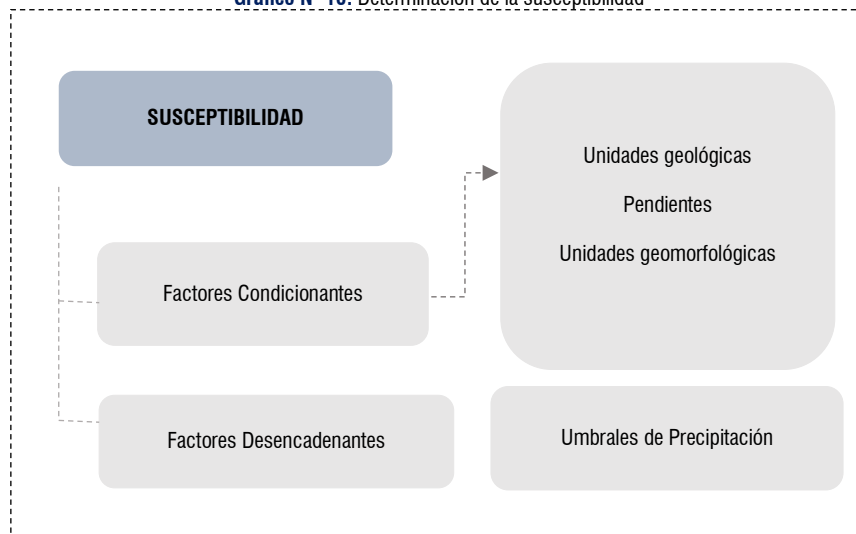 Determinación de la susceptibilidad
SUSCEPTIBILIDAD
Factores Condicionantes
Unidades geológicas
Pendientes
Unidades geomorfológicas
Factores Desencadenantes
Umbrales de Precipitación